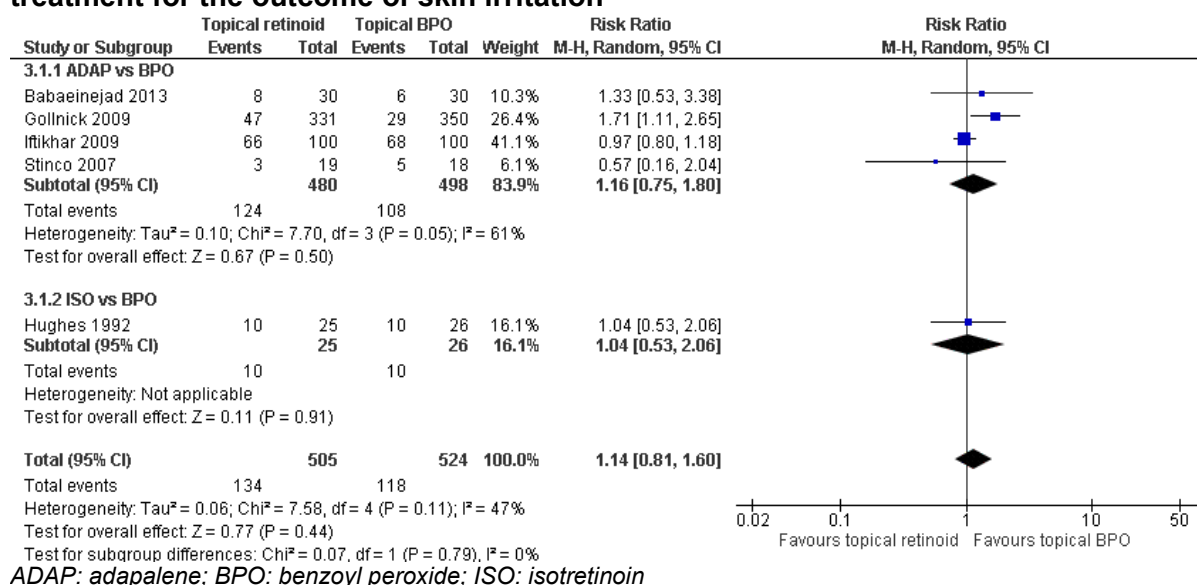 treatment for the outcome of skin irritation
Topical retinoid Topical BPO Risk Ratio Risk Ratio
Study or Subgroup Events Total Events Total Weight M-H, Random, 95% CI M-H, Random, 95% CI
3.1.1 ADAP vs BPO
Babaeinejad 2013 8 30 6 30 10.3% 1.33 [0.53, 3.38]
Gollnick 2009 47 331 29 350 26.4% 1.71 [1.11, 2.65]
Iftikhar 2009 66 100 68 100 41.1% 0.97 [0.80, 1.18]
Stinco 2007 3 19 5 18 6.1% 0.57 [0.16, 2.04]
Subtotal (95% CI) 480 498 83.9% 1.16 [0.75, 1.80]
Total events 124 108
Heterogeneity: Tau² = 0.10; Chi² = 7.70, df = 3 (P = 0.05); I² = 61%
Test for overall effect: Z = 0.67 (P = 0.50)
3.1.2 ISO vs BPO
Hughes 1992 10 25 10 26 16.1% 1.04 [0.53, 2.06]
Subtotal (95% CI) 25 26 16.1% 1.04 [0.53, 2.06]
Total events 10 10
Heterogeneity: Not applicable
Test for overall effect: Z = 0.11 (P = 0.91)
Total (95% CI) 505 524 100.0% 1.14 [0.81, 1.60]
Total events 134 118
Heterogeneity: Tau² = 0.06; Chi² = 7.58, df = 4 (P = 0.11); I² = 47%
Test for overall effect: Z = 0.77 (P = 0.44)
Test for subgroup differences: Chi² = 0.07, df = 1 (P = 0.79), I² = 0%
0.02 0.1 1 10 50
Favours topical retinoid Favours topical BPO
ADAP: adapalene; BPO: benzoyl peroxide; ISO: isotretinoin